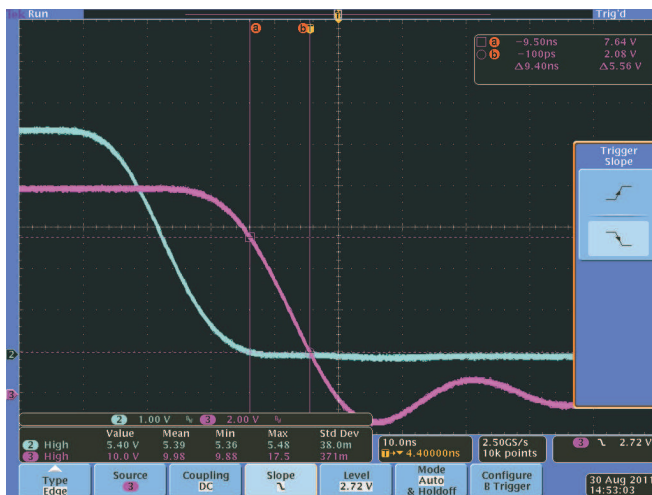 Tek Run Trig'd
T
a b T
a −9.50ns 7.64 V
b −100ps 2.08 V
Δ9.40ns Δ5.56 V
Trigger
Slope
2
3
2 1.00 V 3 2.00 V
Value Mean Min Max Std Dev
2 High 5.40 V 5.39 5.36 5.48 38.0m
3 High 10.0 V 9.98 9.88 17.5 371m
10.0ns
T→▼ 4.40000ns
2.50GS/s
10k points
3 2.72 V
Type
Edge
Source
3
Coupling
DC
Slope
Level
2.72 V
Mode
Auto
& Holdoff
Configure
B Trigger
30 Aug 2011
14:53:03